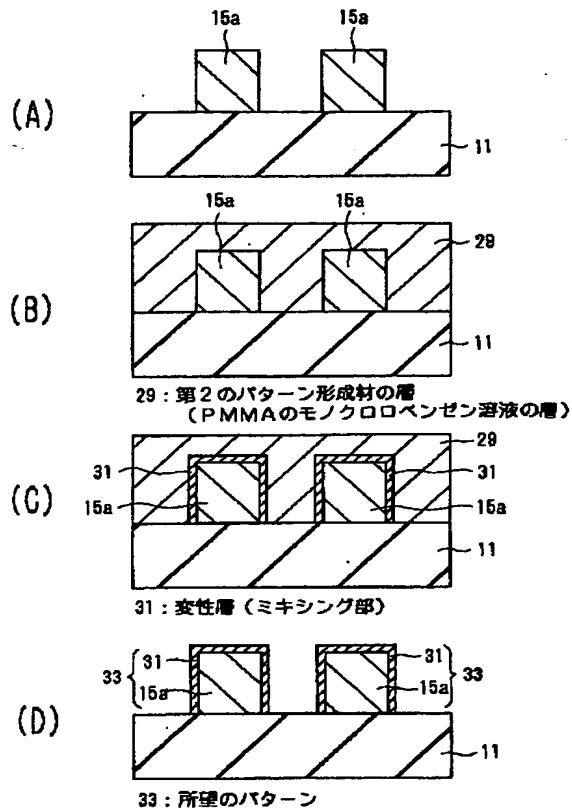 15a 15a
(A)
11
15a 15a
29
(B)
11
29：第2のパターン形成材の層
（PMMAのモノクロロベンゼン溶液の層）
29
31 31
(C)
15a 15a
11
31：変性層（ミキシング部）
31 31
33 33
15a 15a
(D)
11
33：所望のパターン